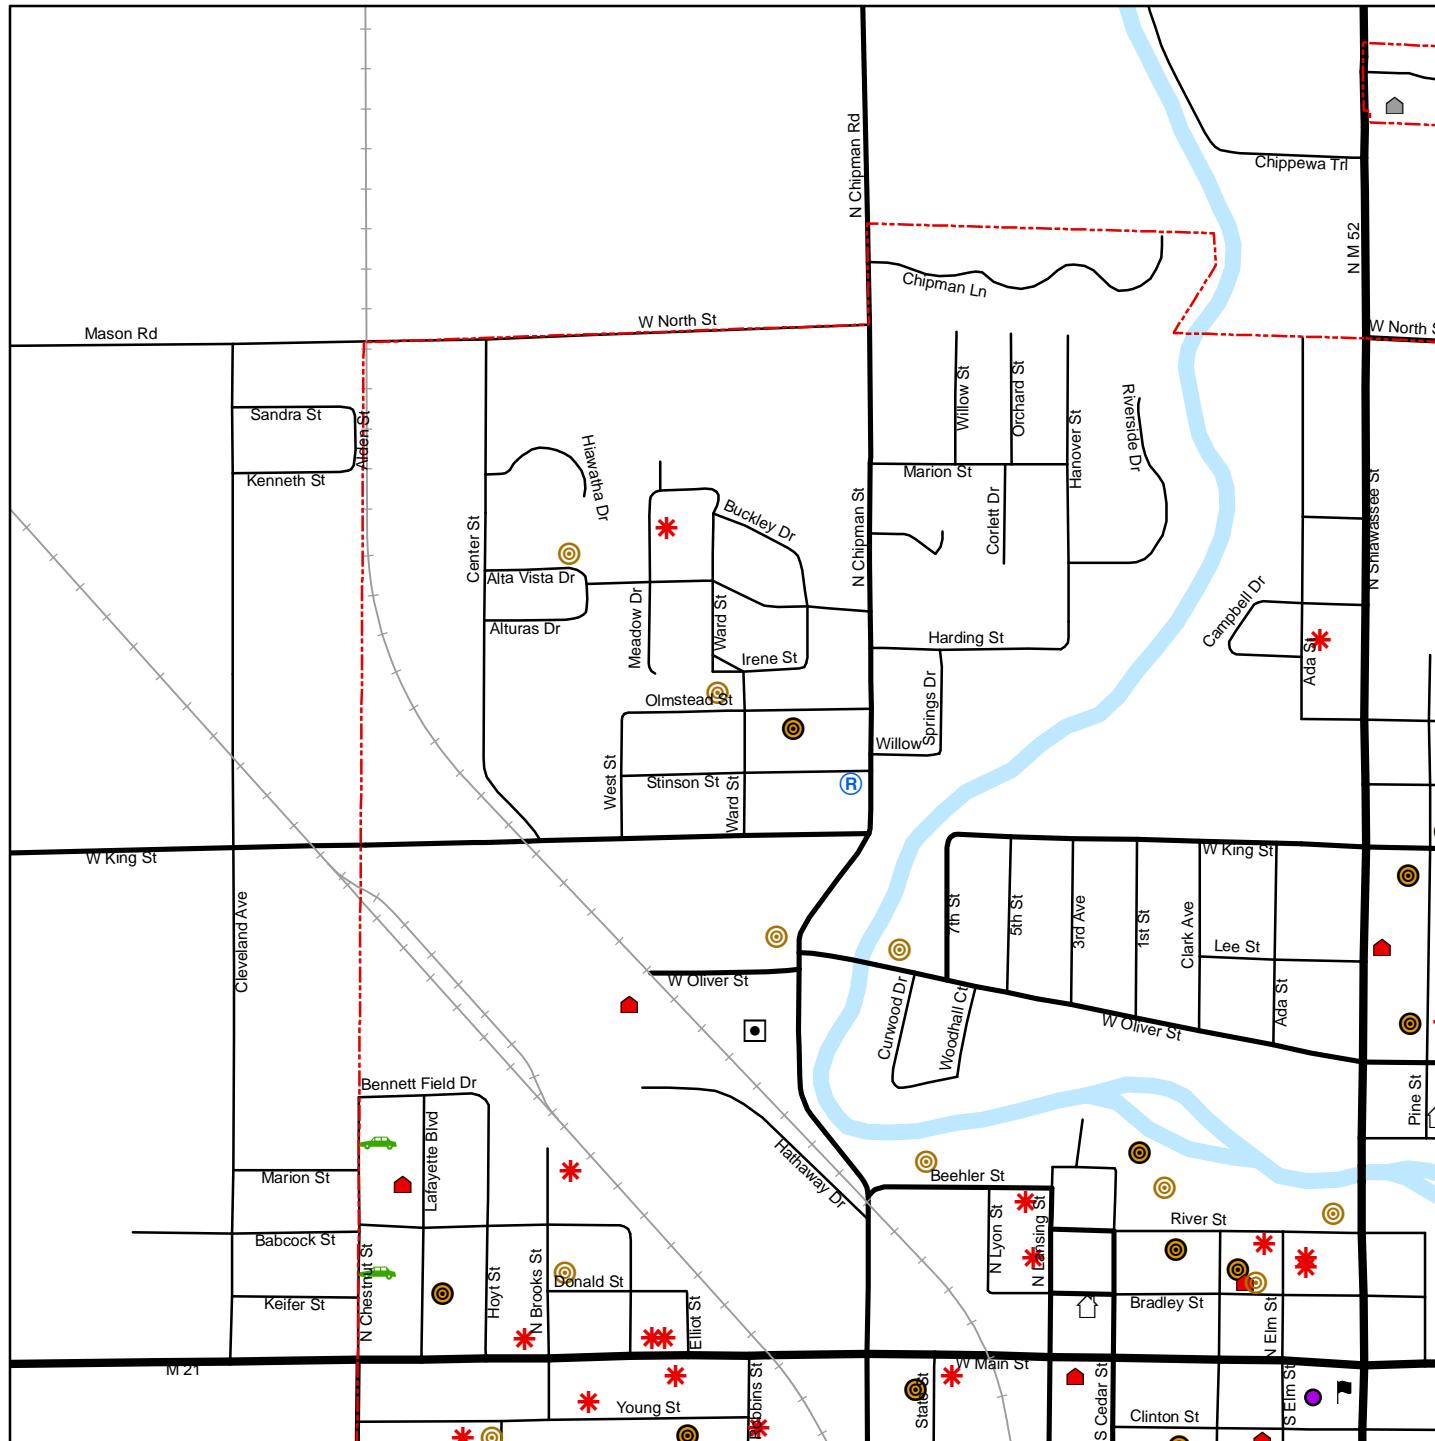 N Chipman Rd
Chippewa Trl
N M 52
Chipman Ln
W North St
W North S
Mason Rd
Sandra St
Alden St
Kenneth St
Willow St
Orchard St
Hanover St
Riverside Dr
Marion St
Hiawatha Dr
Buckley Dr
Center St
N Chipman St
Corlett Dr
N Shiawassee St
Alta Vista Dr
Alturas Dr
Meadow Dr
Ward St
Irene St
Harding St
Campbell Dr
Ada St
Olmstead St
Willow
Springs Dr
West St
Stinson St
Ward St
W King St
W King St
Cleveland Ave
7th St
5th St
3rd Ave
1st St
Clark Ave
Lee St
Ada St
W Oliver St
Curwood Dr
Woodhall Ct
W Oliver St
R
Bennett Field Dr
Lafayette Blvd
Hathaway Dr
Pine St
Marion St
Beehler St
Babcock St
N Chestnut St
Hoyt St
N Brooks St
Donald St
Elliot St
N Lyon St
N Lansing St
River St
Keifer St
Bradley St
N Elm St
M 21
W Main St
Young St
Robbins St
State St
S Cedar St
Clinton St
S Elm St